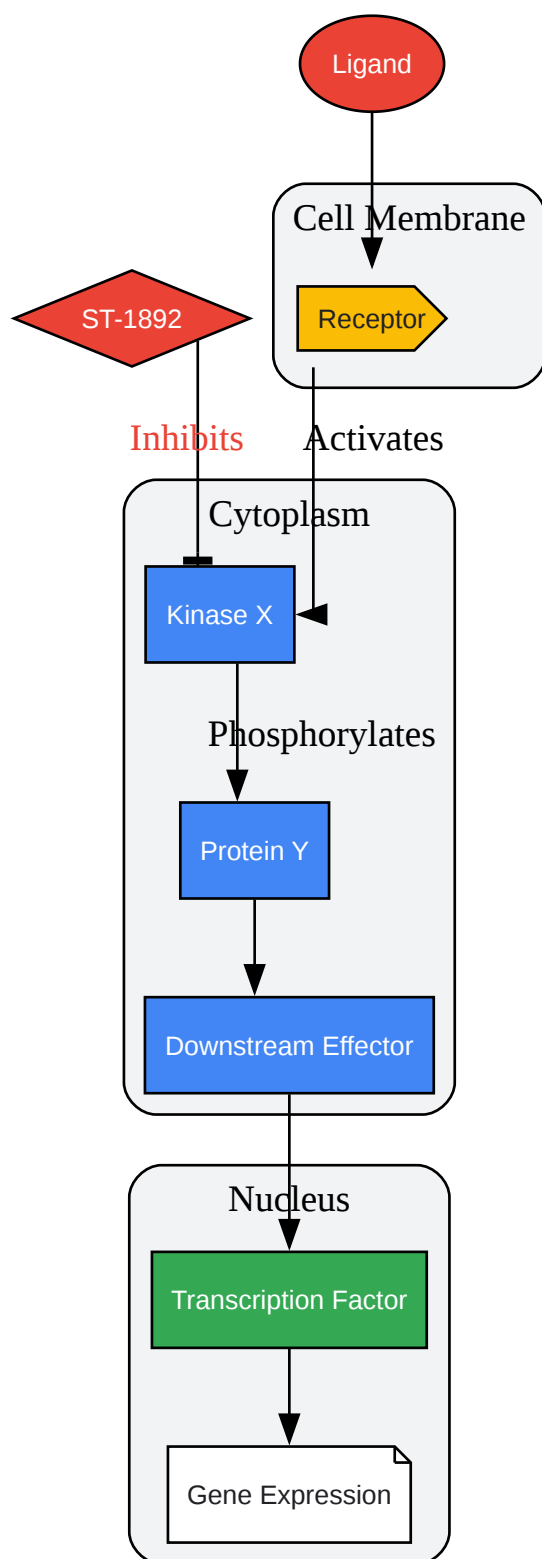 Ligand
Cell Membrane
ST-1892
Receptor
Inhibits
Activates
Cytoplasm
Kinase X
Phosphorylates
Protein Y
Downstream Effector
Nucleus
Transcription Factor
Gene Expression